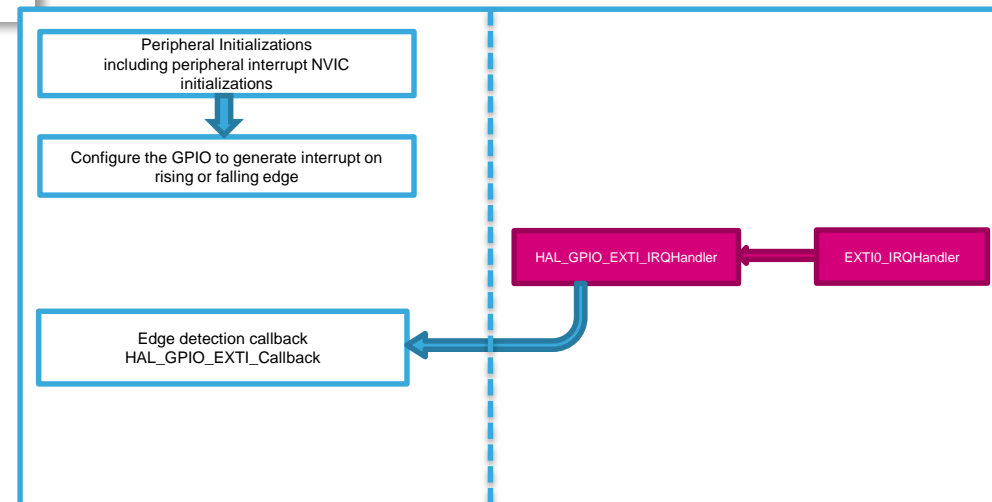 Peripheral Initializations
including peripheral interrupt NVIC
initializations
Configure the GPIO to generate interrupt on
rising or falling edge
HAL_GPIO_EXTI_IRQHandler
EXTI0_IRQHandler
Edge detection callback
HAL_GPIO_EXTI_Callback